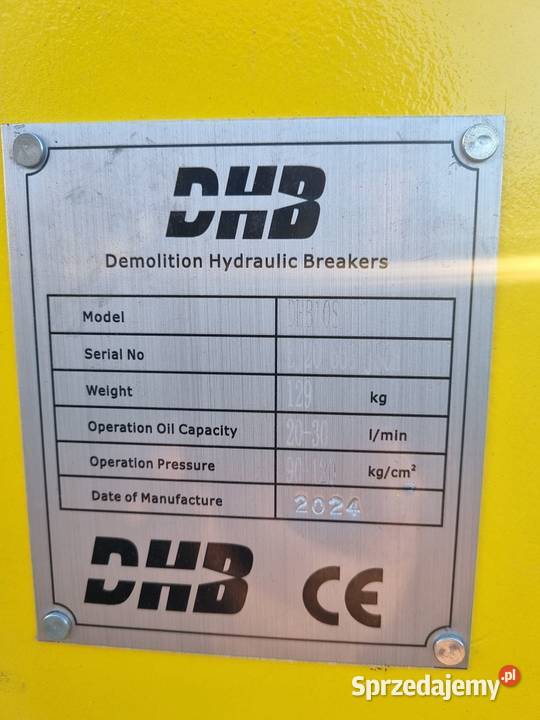 DHB
Demolition Hydraulic Breakers
Model
Serial No
Weight 129 kg
Operation Oil Capacity 20-30 l/min
Operation Pressure kg/cm²
Date of Manufacture 2024
DHB CE
Sprzedajemy.pl